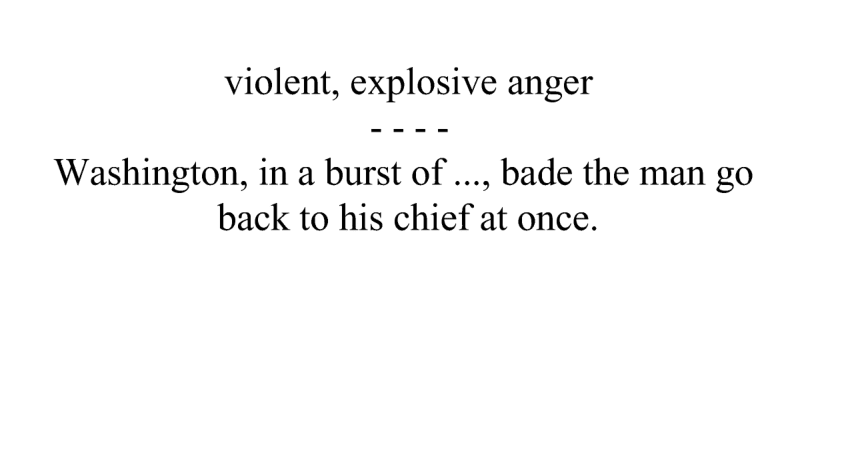 violent, explosive anger
- - - -
Washington, in a burst of ..., bade the man go
back to his chief at once.